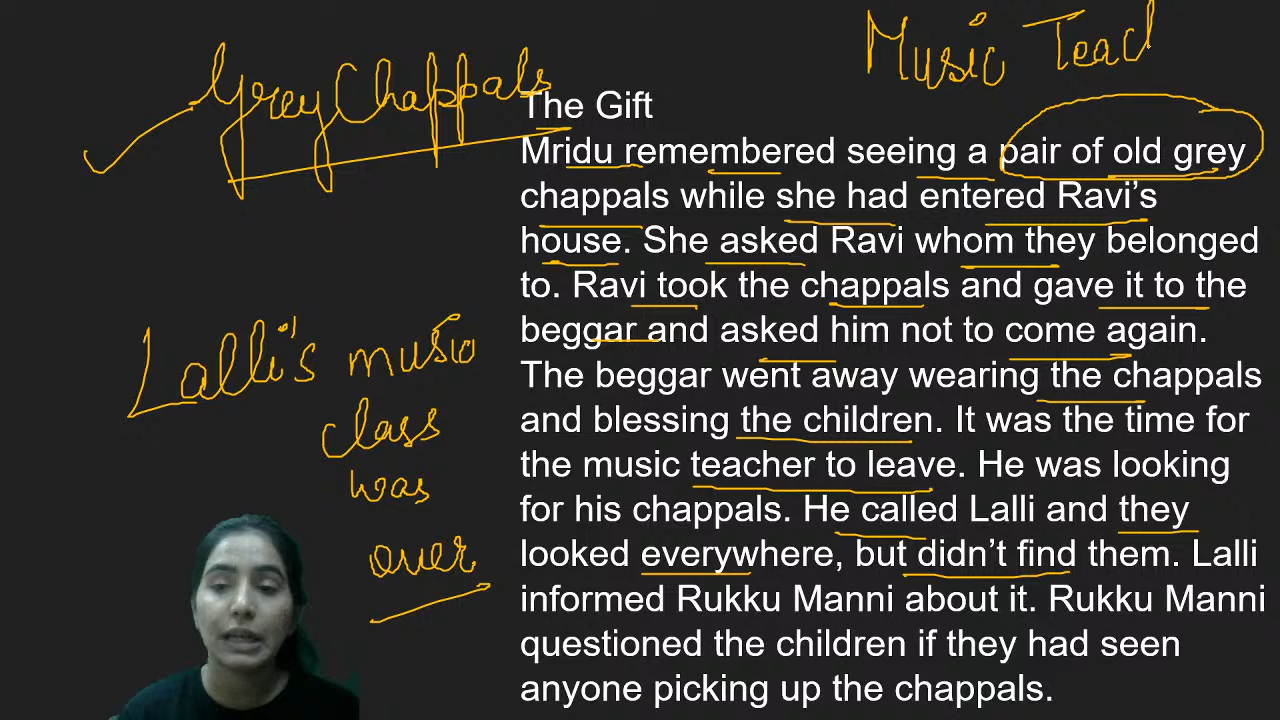 Music Teach
Grey Chappals
The Gift
Mridu remembered seeing a pair of old grey
chappals while she had entered Ravi's
house. She asked Ravi whom they belonged
to. Ravi took the chappals and gave it to the
beggar and asked him not to come again.
The beggar went away wearing the chappals
and blessing the children. It was the time for
the music teacher to leave. He was looking
for his chappals. He called Lalli and they
looked everywhere, but didn't find them. Lalli
informed Rukku Manni about it. Rukku Manni
questioned the children if they had seen
anyone picking up the chappals.
Lalli's music
class
was
over